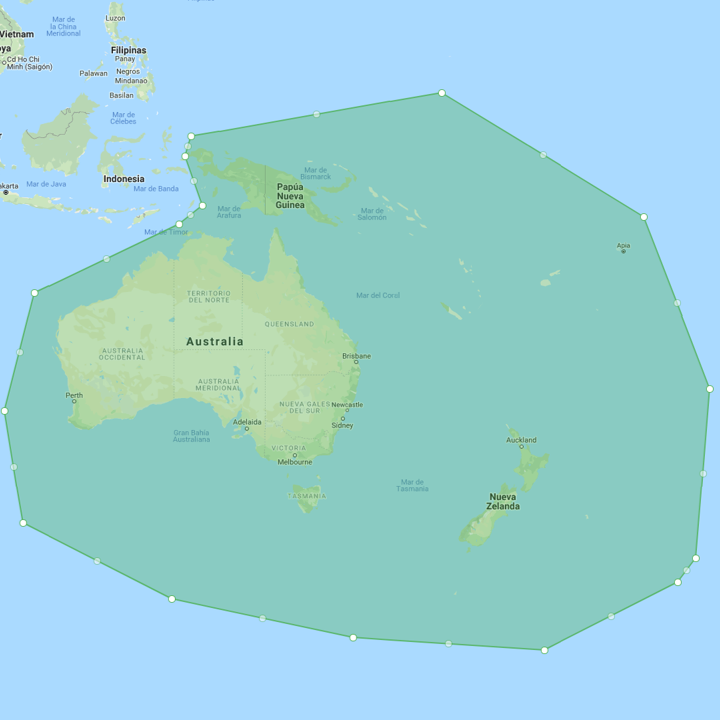 Luzon
Mar de
la China
Meridional
Vietnam
Filipinas
Panay
Cd Ho Chi
Minh (Saigón)
Palawan
Negros
Mindanao
Basilan
Mar de
Célebes
Indonesia
Mar de Java
Mar de Banda
akarta
Mar de
Bismarck
Papúa
Nueva
Guinea
Mar de
Arafura
Mar de
Salomón
Mar de Timor
Apia
TERRITORIO
DEL NORTE
Mar del Coral
QUEENSLAND
Australia
AUSTRALIA
OCCIDENTAL
Brisbane
AUSTRALIA
MERIDIONAL
Perth
NUEVA GALES
DEL SUR
Newcastle
Adelaida
Sídney
Gran Bahía
Australiana
VICTORIA
Melbourne
Auckland
Mar de
Tasmania
TASMANIA
Nueva
Zelanda